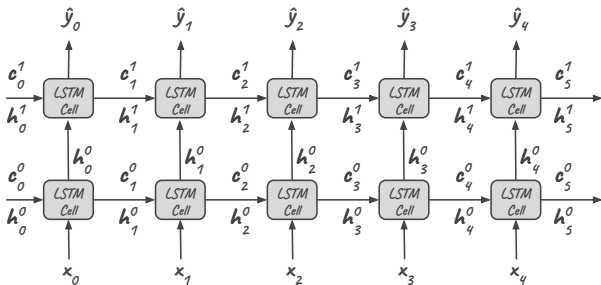 ŷ₀ ŷ₁ ŷ₂ ŷ₃ ŷ₄
c¹₀ c¹₁ c¹₂ c¹₃ c¹₄ c¹₅
LSTM LSTM LSTM LSTM LSTM
Cell Cell Cell Cell Cell
h¹₀ h¹₁ h¹₂ h¹₃ h¹₄ h¹₅
h⁰₀ h⁰₁ h⁰₂ h⁰₃ h⁰₄
c⁰₀ c⁰₁ c⁰₂ c⁰₃ c⁰₄ c⁰₅
LSTM LSTM LSTM LSTM LSTM
Cell Cell Cell Cell Cell
h⁰₀ h⁰₁ h⁰₂ h⁰₃ h⁰₄ h⁰₅
x₀ x₁ x₂ x₃ x₄